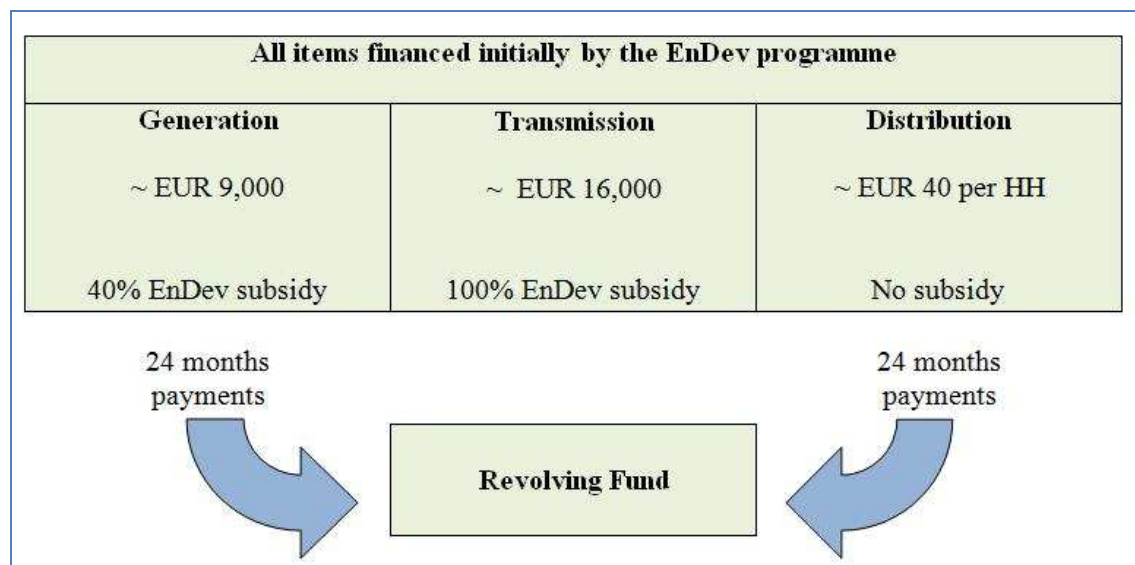 All items financed initially by the EnDev programme
Generation
~ EUR 9,000
40% EnDev subsidy
Transmission
~ EUR 16,000
100% EnDev subsidy
Distribution
~ EUR 40 per HH
No subsidy
24 months
payments
24 months
payments
Revolving Fund